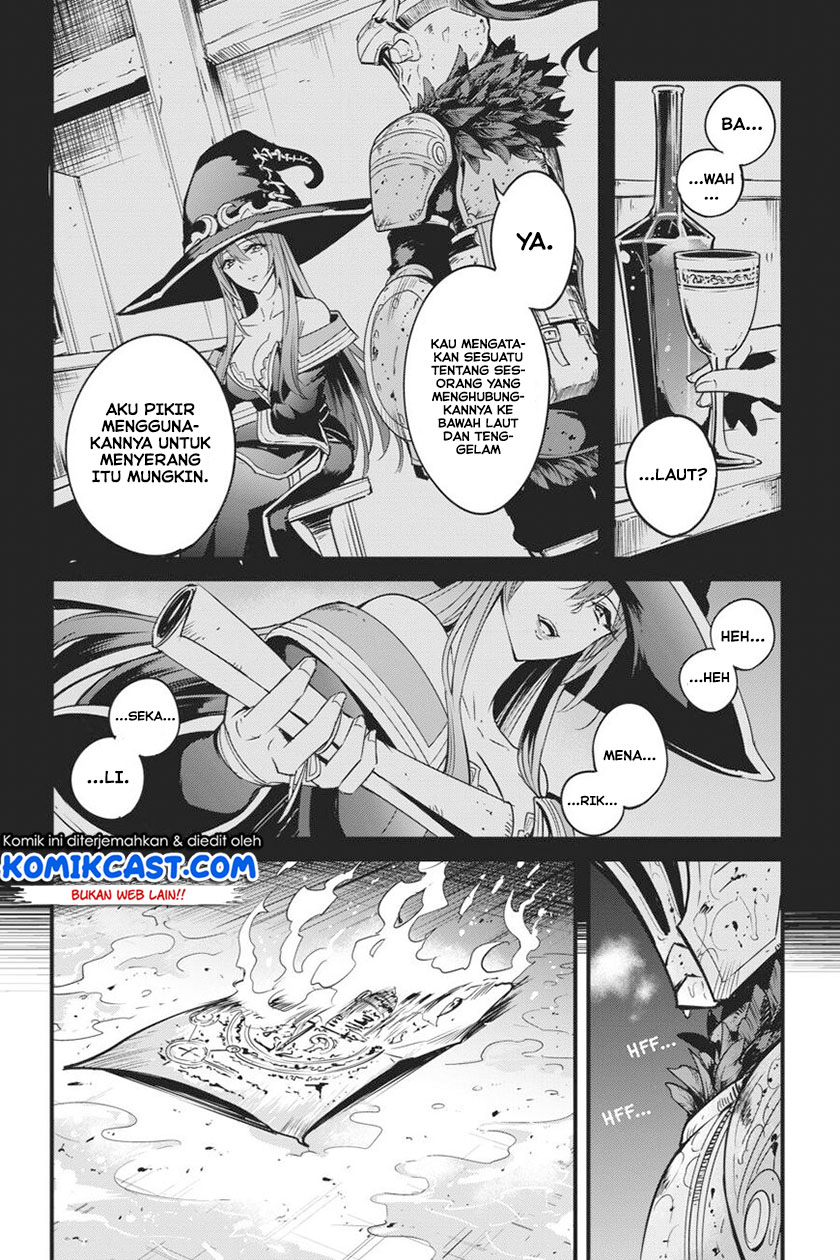 BA...
...WAH
...
...LAUT?
YA.
KAU MENGATA-
KAN SESUATU
TENTANG SES-
ORANG YANG
MENGHUBUNG-
KANNYA KE
BAWAH LAUT
DAN TENG-
GELAM
AKU PIKIR
MENGGUNA-
KANNYA UNTUK
MENYERANG
ITU MUNGKIN.
HEH...
...HEH
MENA...
...RIK...
...SEKA...
...LI.
Komik ini diterjemahkan & diedit oleh
KOMIKCAST.COM
BUKAN WEB LAIN!!
HFF...
HFF...